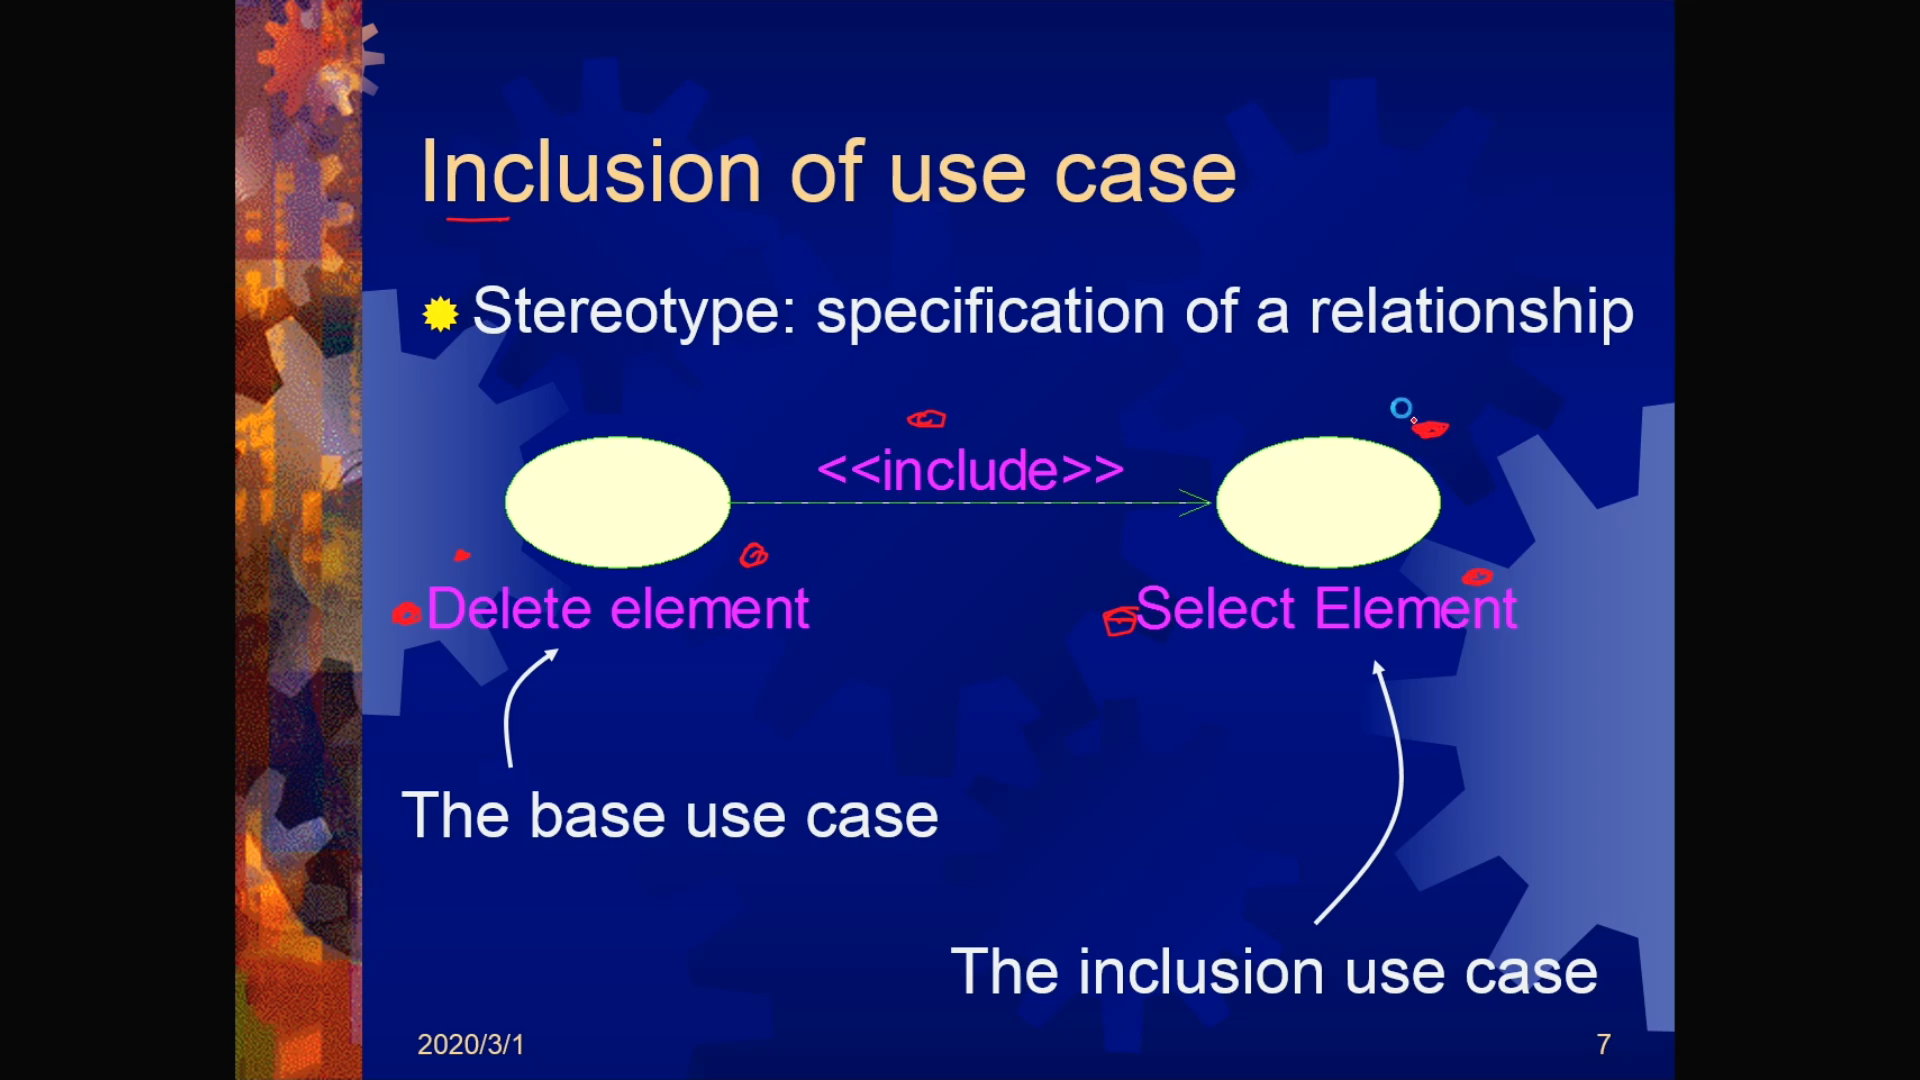 Inclusion of use case
Stereotype: specification of a relationship
<<include>>
Delete element
Select Element
The base use case
The inclusion use case
2020/3/1
7